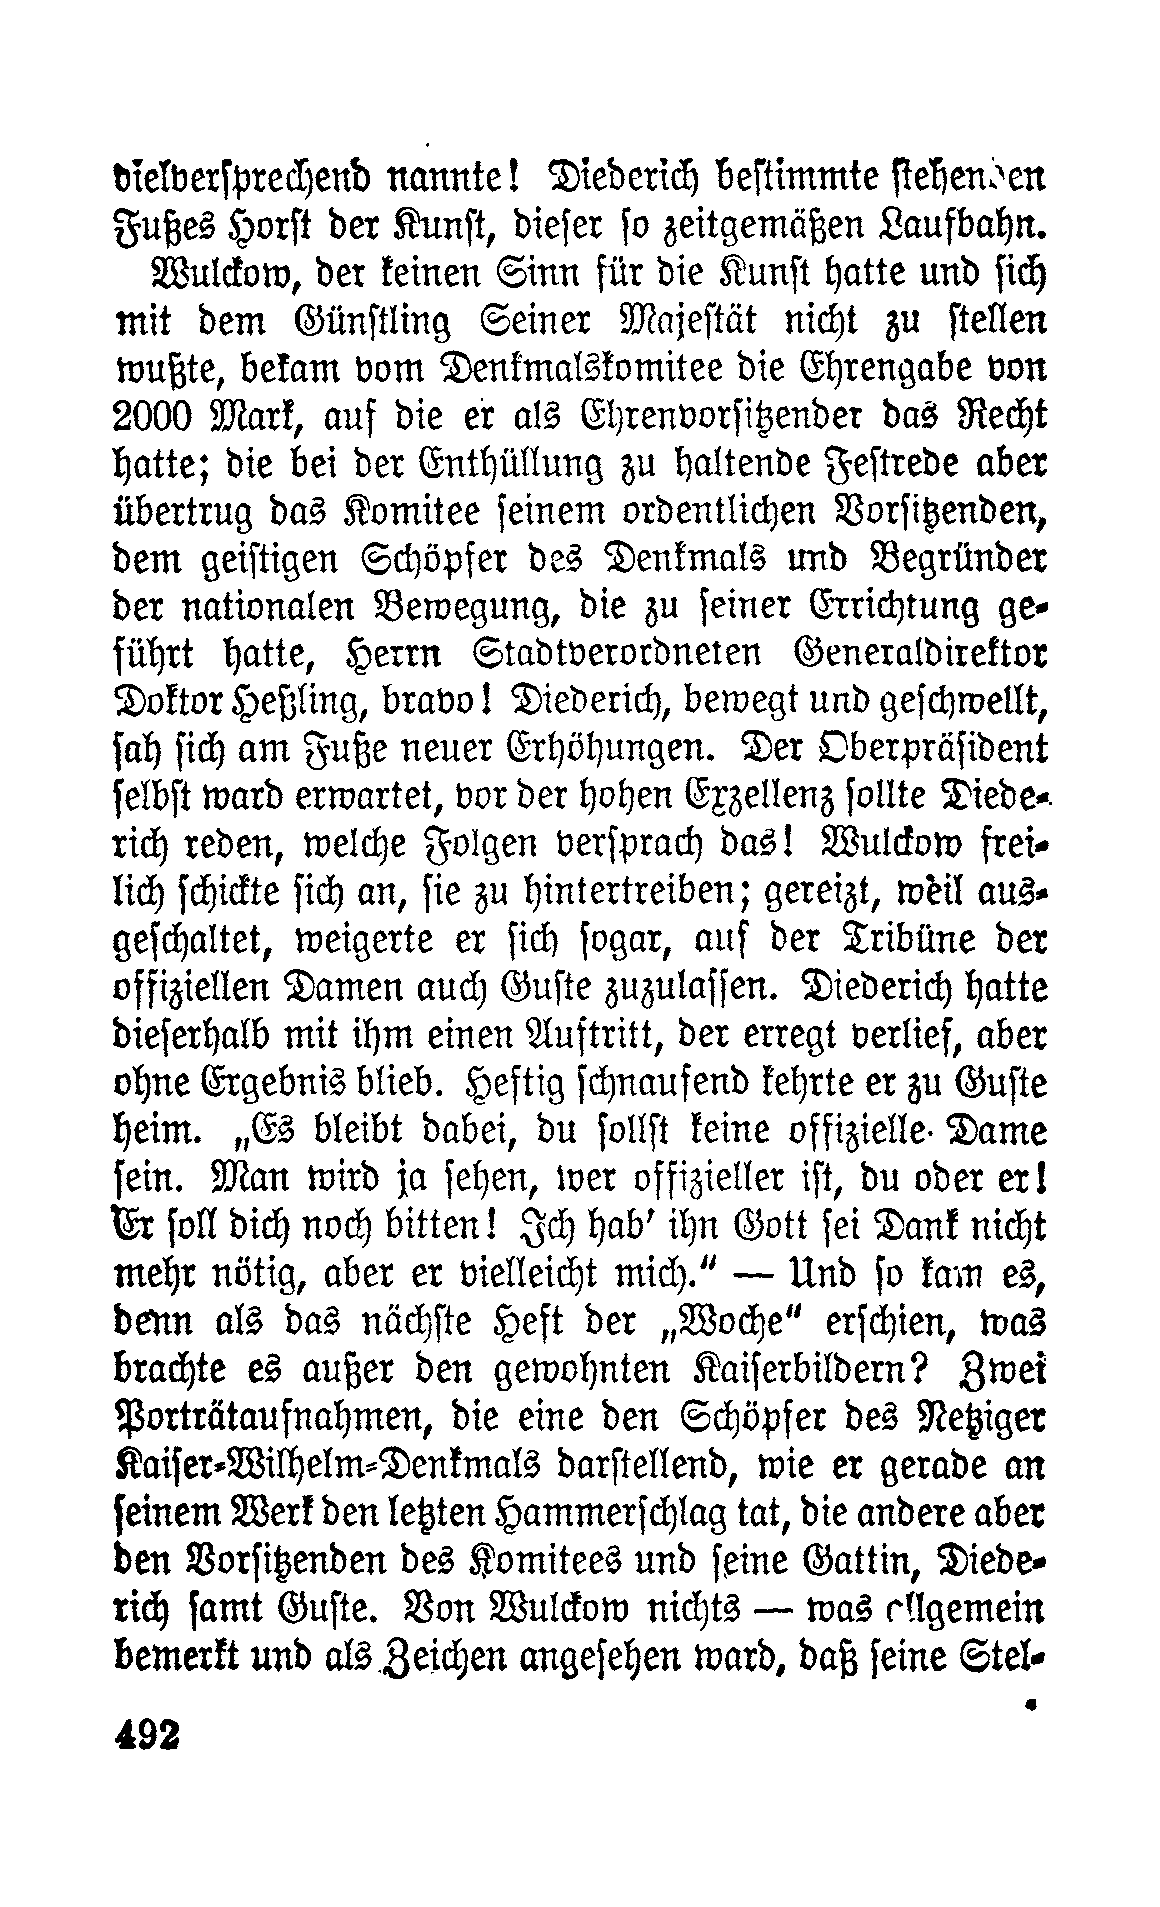 vielversprechend nannte! Diederich bestimmte stehenden
Fußes Horst der Kunst, dieser so zeitgemäßen Laufbahn.
Wulckow, der keinen Sinn für die Kunst hatte und sich
mit dem Günstling Seiner Majestät nicht zu stellen
wußte, bekam vom Denkmalskomitee die Ehrengabe von
2000 Mark, auf die er als Ehrenvorsitzender das Recht
hatte; die bei der Enthüllung zu haltende Festrede aber
übertrug das Komitee seinem ordentlichen Vorsitzenden,
dem geistigen Schöpfer des Denkmals und Begründer
der nationalen Bewegung, die zu seiner Errichtung ge-
führt hatte, Herrn Stadtverordneten Generaldirektor
Doktor Heßling, bravo! Diederich, bewegt und geschwellt,
sah sich am Fuße neuer Erhöhungen. Der Oberpräsident
selbst ward erwartet, vor der hohen Exzellenz sollte Diede-
rich reden, welche Folgen versprach das! Wulckow frei-
lich schickte sich an, sie zu hintertreiben; gereizt, weil aus-
geschaltet, weigerte er sich sogar, auf der Tribüne der
offiziellen Damen auch Guste zuzulassen. Diederich hatte
dieserhalb mit ihm einen Auftritt, der erregt verlief, aber
ohne Ergebnis blieb. Heftig schnaufend kehrte er zu Guste
heim. „Es bleibt dabei, du sollst keine offizielle Dame
sein. Man wird ja sehen, wer offizieller ist, du oder er!
Er soll dich noch bitten! Ich hab' ihn Gott sei Dank nicht
mehr nötig, aber er vielleicht mich.“ — Und so kam es,
denn als das nächste Heft der „Woche“ erschien, was
brachte es außer den gewohnten Kaiserbildern? Zwei
Porträtaufnahmen, die eine den Schöpfer des Netziger
Kaiser-Wilhelm-Denkmals darstellend, wie er gerade an
seinem Werk den letzten Hammerschlag tat, die andere aber
den Vorsitzenden des Komitees und seine Gattin, Diede-
rich samt Guste. Von Wulckow nichts — was allgemein
bemerkt und als Zeichen angesehen ward, daß seine Stel-
492